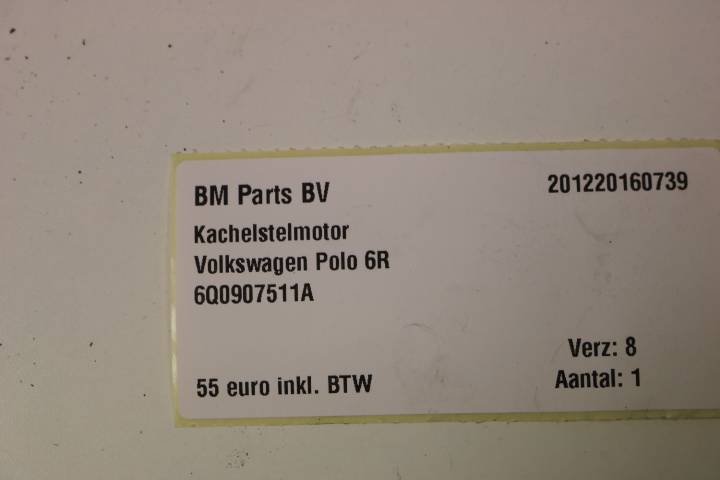 BM Parts BV
201220160739
Kachelstelmotor
Volkswagen Polo 6R
6Q0907511A
Verz: 8
55 euro inkl. BTW
Aantal: 1